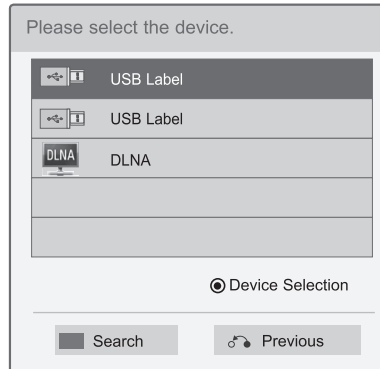 Please select the device.
USB Label
USB Label
DLNA DLNA
Device Selection
Search Previous